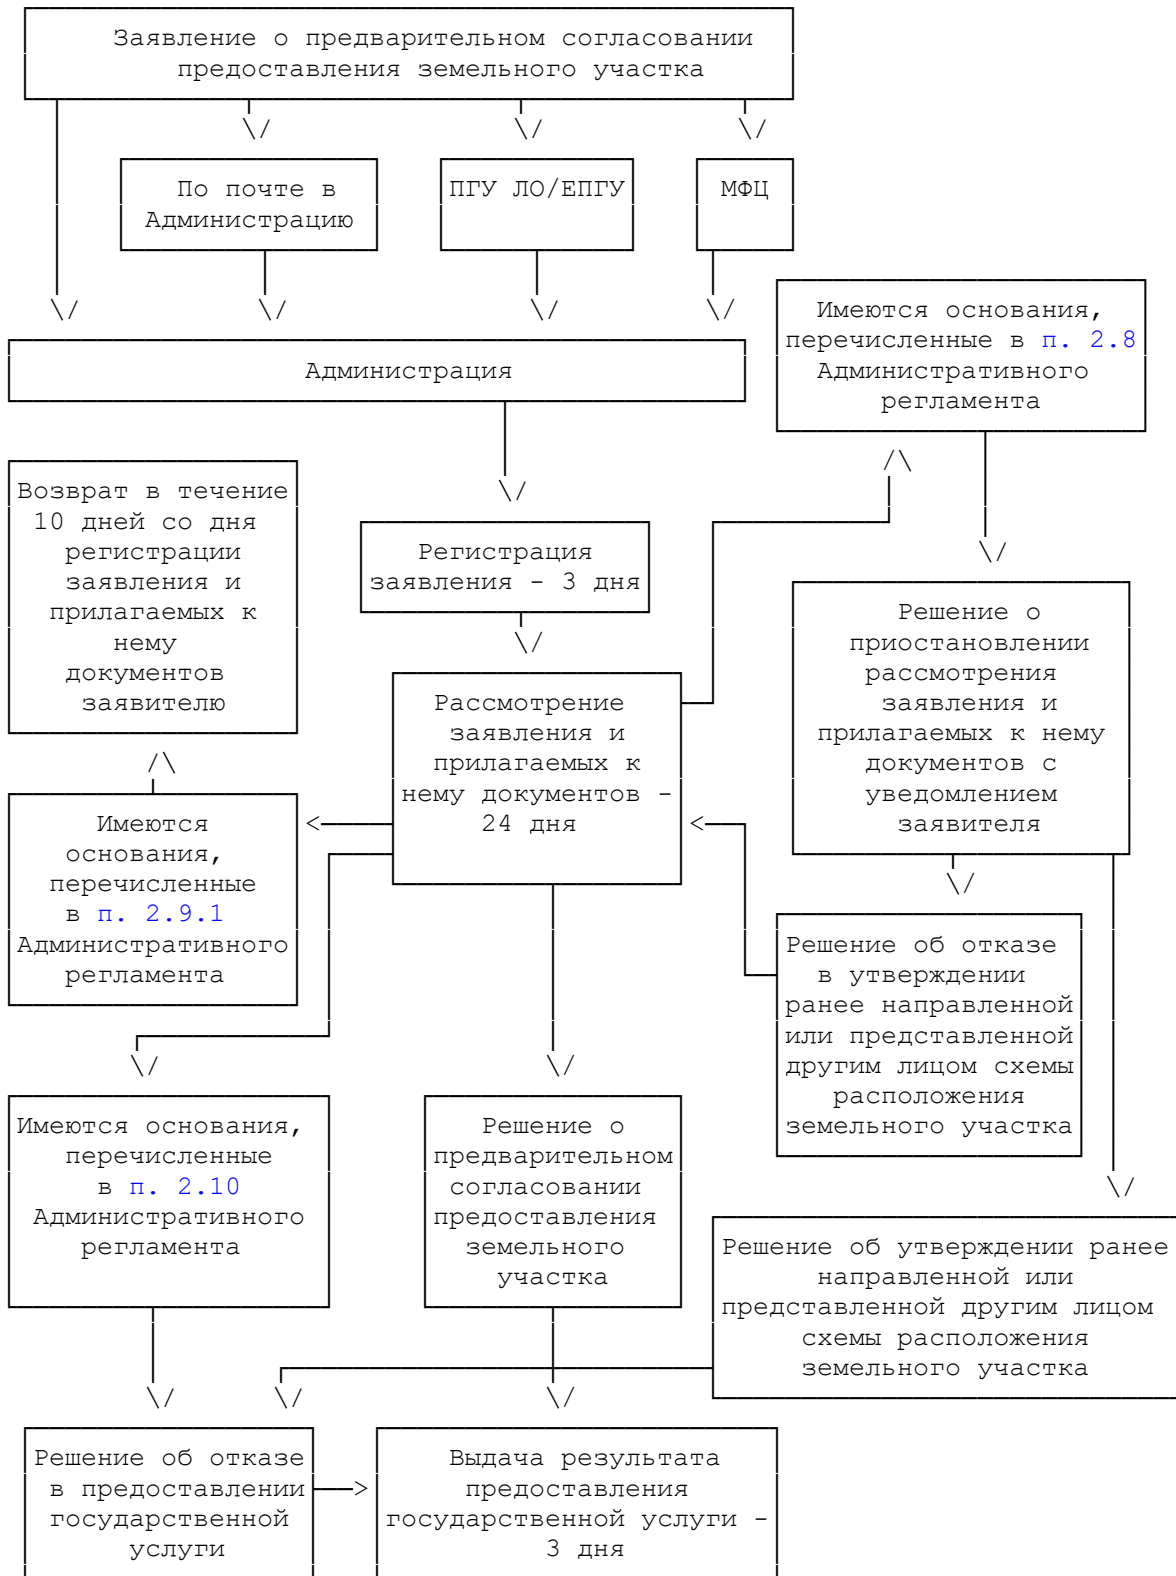 Заявление о предварительном согласовании
предоставления земельного участка
По почте в
Администрацию
ПГУ ЛО/ЕПГУ
МФЦ
Имеются основания,
перечисленные в п. 2.8
Административного
регламента
Администрация
Возврат в течение
10 дней со дня
регистрации
заявления и
прилагаемых к
нему
документов
заявителю
Регистрация
заявления - 3 дня
Решение о
приостановлении
рассмотрения
заявления и
прилагаемых к нему
документов с
уведомлением
заявителя
Рассмотрение
заявления и
прилагаемых к
нему документов -
24 дня
Имеются
основания,
перечисленные
в п. 2.9.1
Административного
регламента
Решение об отказе
в утверждении
ранее направленной
или представленной
другим лицом схемы
расположения
земельного участка
Имеются основания,
перечисленные
в п. 2.10
Административного
регламента
Решение о
предварительном
согласовании
предоставления
земельного
участка
Решение об утверждении ранее
направленной или
представленной другим лицом
схемы расположения
земельного участка
Решение об отказе
в предоставлении
государственной
услуги
Выдача результата
предоставления
государственной услуги -
3 дня